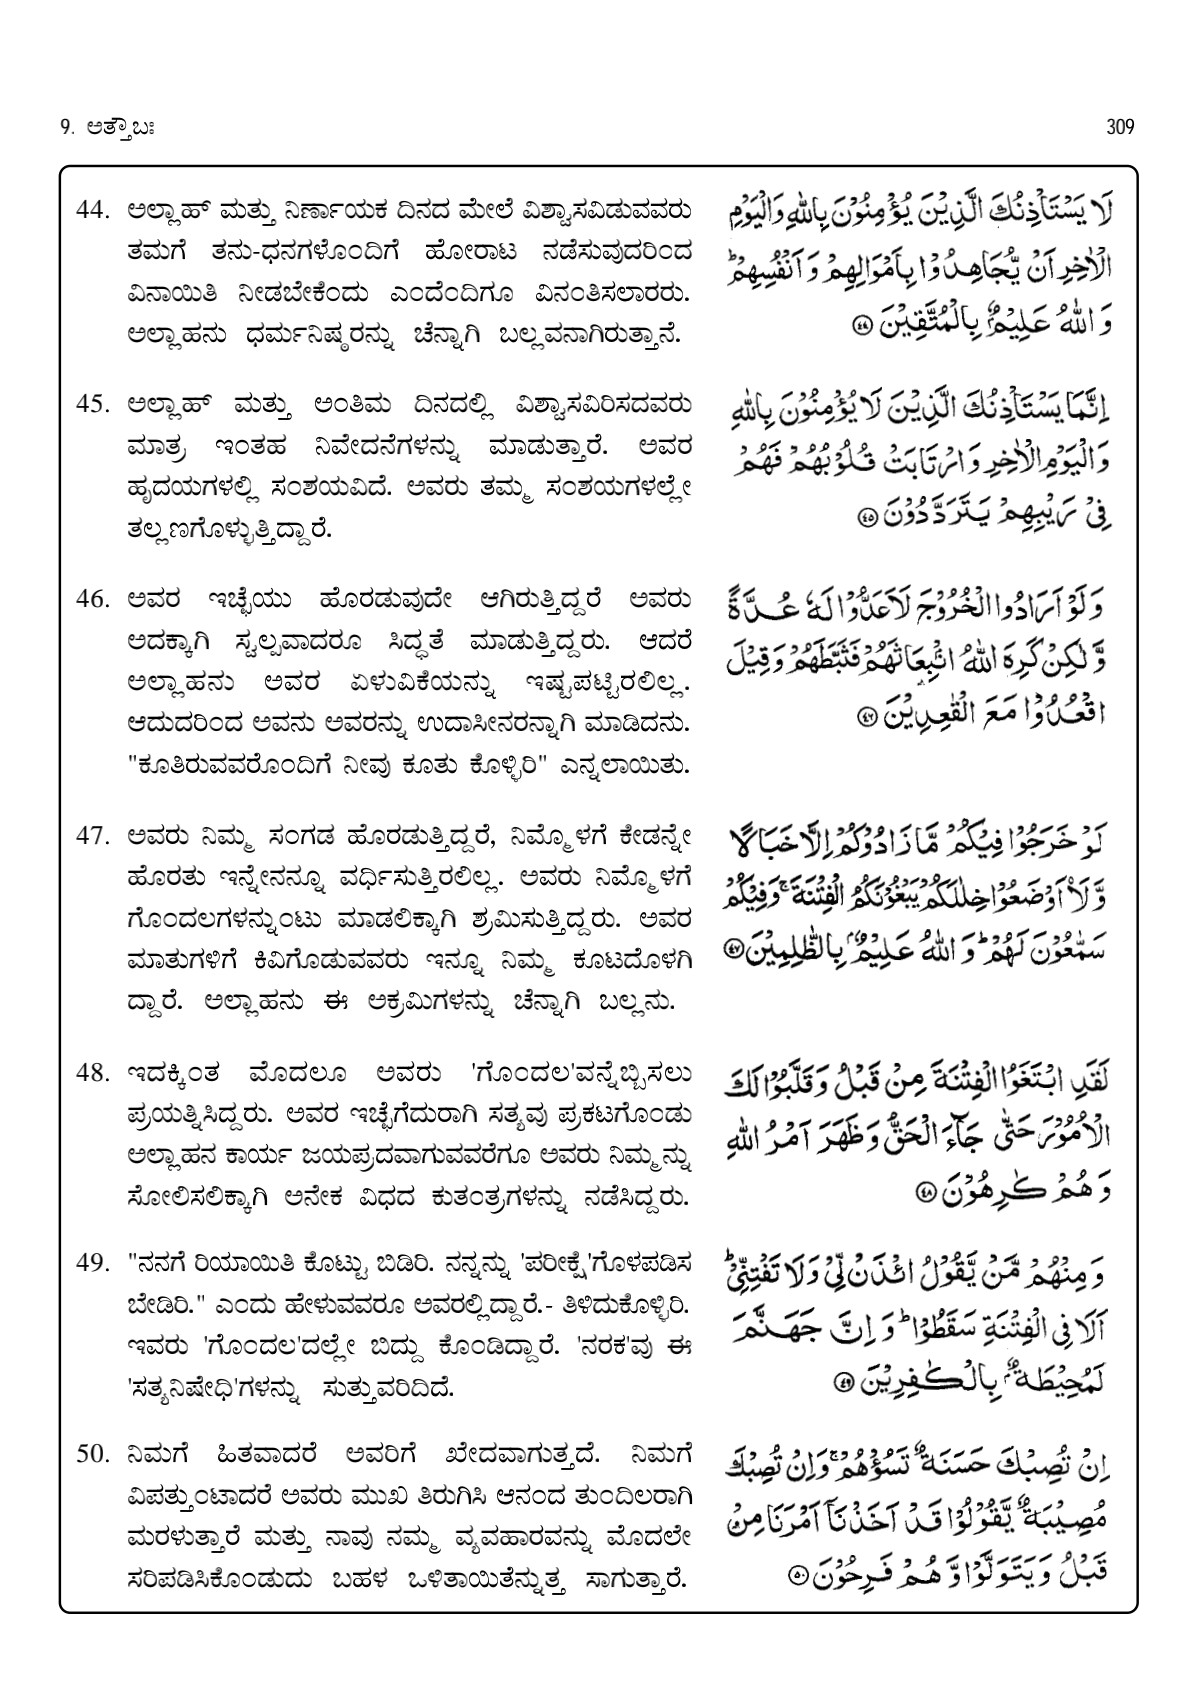 9. ಅತ್ತೌಬಃ
309
44. ಅಲ್ಲಾಹ್ ಮತ್ತು ನಿರ್ಣಾಯಕ ದಿನದ ಮೇಲೆ ವಿಶ್ವಾಸವಿಡುವವರು
ತಮಗೆ ತನು-ಧನಗಳೊಂದಿಗೆ ಹೋರಾಟ ನಡೆಸುವುದರಿಂದ
ವಿನಾಯಿತಿ ನೀಡಬೇಕೆಂದು ಎಂದೆಂದಿಗೂ ವಿನಂತಿಸಲಾರರು.
ಅಲ್ಲಾಹನು ಧರ್ಮನಿಷ್ಠರನ್ನು ಚೆನ್ನಾಗಿ ಬಲ್ಲವನಾಗಿರುತ್ತಾನೆ.
لَا يَسْتَأْذِنُكَ الَّذِيْنَ يُؤْمِنُوْنَ بِاللّٰهِ وَالْيَوْمِ
الْاٰخِرِ اَنْ يُّجَاهِدُوْا بِاَمْوَالِهِمْ وَاَنْفُسِهِمْ ؕ
وَاللّٰهُ عَلِيْمٌۢ بِالْمُتَّقِيْنَ ﴿٤٤﴾
45. ಅಲ್ಲಾಹ್ ಮತ್ತು ಅಂತಿಮ ದಿನದಲ್ಲಿ ವಿಶ್ವಾಸವಿರಿಸದವರು
ಮಾತ್ರ ಇಂತಹ ನಿವೇದನೆಗಳನ್ನು ಮಾಡುತ್ತಾರೆ. ಅವರ
ಹೃದಯಗಳಲ್ಲಿ ಸಂಶಯವಿದೆ. ಅವರು ತಮ್ಮ ಸಂಶಯಗಳಲ್ಲೇ
ತಲ್ಲಣಗೊಳ್ಳುತ್ತಿದ್ದಾರೆ.
اِنَّمَا يَسْتَأْذِنُكَ الَّذِيْنَ لَا يُؤْمِنُوْنَ بِاللّٰهِ
وَالْيَوْمِ الْاٰخِرِ وَارْتَابَتْ قُلُوْبُهُمْ فَهُمْ
فِىْ رَيْبِهِمْ يَتَرَدَّدُوْنَ ﴿٤٥﴾
46. ಅವರ ಇಚ್ಛೆಯು ಹೊರಡುವುದೇ ಆಗಿರುತ್ತಿದ್ದರೆ ಅವರು
ಅದಕ್ಕಾಗಿ ಸ್ವಲ್ಪವಾದರೂ ಸಿದ್ಧತೆ ಮಾಡುತ್ತಿದ್ದರು. ಆದರೆ
ಅಲ್ಲಾಹನು ಅವರ ಏಳುವಿಕೆಯನ್ನು ಇಷ್ಟಪಟ್ಟಿರಲಿಲ್ಲ.
ಆದುದರಿಂದ ಅವನು ಅವರನ್ನು ಉದಾಸೀನರನ್ನಾಗಿ ಮಾಡಿದನು.
"ಕೂತಿರುವವರೊಂದಿಗೆ ನೀವು ಕೂತು ಕೊಳ್ಳಿರಿ" ಎನ್ನಲಾಯಿತು.
وَلَوْ اَرَادُوا الْخُرُوْجَ لَاَعَدُّوْا لَهٗ عُدَّةً
وَّلٰكِنْ كَرِهَ اللّٰهُ انْۢبِعَاثَهُمْ فَثَبَّطَهُمْ وَقِيْلَ
اقْعُدُوْا مَعَ الْقٰعِدِيْنَ ﴿٤٦﴾
47. ಅವರು ನಿಮ್ಮ ಸಂಗಡ ಹೊರಡುತ್ತಿದ್ದರೆ, ನಿಮ್ಮೊಳಗೆ ಕೇಡನ್ನೇ
ಹೊರತು ಇನ್ನೇನನ್ನೂ ವರ್ಧಿಸುತ್ತಿರಲಿಲ್ಲ. ಅವರು ನಿಮ್ಮೊಳಗೆ
ಗೊಂದಲಗಳನ್ನುಂಟು ಮಾಡಲಿಕ್ಕಾಗಿ ಶ್ರಮಿಸುತ್ತಿದ್ದರು. ಅವರ
ಮಾತುಗಳಿಗೆ ಕಿವಿಗೊಡುವವರು ಇನ್ನೂ ನಿಮ್ಮ ಕೂಟದೊಳಗಿ
ದ್ದಾರೆ. ಅಲ್ಲಾಹನು ಈ ಅಕ್ರಮಿಗಳನ್ನು ಚೆನ್ನಾಗಿ ಬಲ್ಲನು.
لَوْ خَرَجُوْا فِيْكُمْ مَّا زَادُوْكُمْ اِلَّا خَبَالًا
وَّلَا۟اَوْضَعُوْا خِلٰلَكُمْ يَبْغُوْنَكُمُ الْفِتْنَةَ ۚ وَفِيْكُمْ
سَمّٰعُوْنَ لَهُمْ ؕ وَاللّٰهُ عَلِيْمٌۢ بِالظّٰلِمِيْنَ ﴿٤٧﴾
48. ಇದಕ್ಕಿಂತ ಮೊದಲೂ ಅವರು 'ಗೊಂದಲ'ವನ್ನೆಬ್ಬಿಸಲು
ಪ್ರಯತ್ನಿಸಿದ್ದರು. ಅವರ ಇಚ್ಛೆಗೆದುರಾಗಿ ಸತ್ಯವು ಪ್ರಕಟಗೊಂಡು
ಅಲ್ಲಾಹನ ಕಾರ್ಯ ಜಯಪ್ರದವಾಗುವವರೆಗೂ ಅವರು ನಿಮ್ಮನ್ನು
ಸೋಲಿಸಲಿಕ್ಕಾಗಿ ಅನೇಕ ವಿಧದ ಕುತಂತ್ರಗಳನ್ನು ನಡೆಸಿದ್ದರು.
لَقَدِ ابْتَغَوُا الْفِتْنَةَ مِنْ قَبْلُ وَقَلَّبُوْا لَكَ
الْاُمُوْرَ حَتّٰى جَآءَ الْحَقُّ وَظَهَرَ اَمْرُ اللّٰهِ
وَهُمْ كٰرِهُوْنَ ﴿٤٨﴾
49. "ನನಗೆ ರಿಯಾಯಿತಿ ಕೊಟ್ಟು ಬಿಡಿರಿ. ನನ್ನನ್ನು 'ಪರೀಕ್ಷೆ'ಗೊಳಪಡಿಸ
ಬೇಡಿರಿ." ಎಂದು ಹೇಳುವವರೂ ಅವರಲ್ಲಿದ್ದಾರೆ.- ತಿಳಿದುಕೊಳ್ಳಿರಿ.
ಇವರು 'ಗೊಂದಲ'ದಲ್ಲೇ ಬಿದ್ದು ಕೊಂಡಿದ್ದಾರೆ. 'ನರಕ'ವು ಈ
'ಸತ್ಯನಿಷೇಧಿ'ಗಳನ್ನು ಸುತ್ತುವರಿದಿದೆ.
وَمِنْهُمْ مَّنْ يَّقُوْلُ ائْذَنْ لِّىْ وَلَا تَفْتِنِّىْ ؕ
اَلَا فِى الْفِتْنَةِ سَقَطُوْا ؕ وَاِنَّ جَهَنَّمَ
لَمُحِيْطَةٌۢ بِالْكٰفِرِيْنَ ﴿٤٩﴾
50. ನಿಮಗೆ ಹಿತವಾದರೆ ಅವರಿಗೆ ಖೇದವಾಗುತ್ತದೆ. ನಿಮಗೆ
ವಿಪತ್ತುಂಟಾದರೆ ಅವರು ಮುಖ ತಿರುಗಿಸಿ ಆನಂದ ತುಂದಿಲರಾಗಿ
ಮರಳುತ್ತಾರೆ ಮತ್ತು ನಾವು ನಮ್ಮ ವ್ಯವಹಾರವನ್ನು ಮೊದಲೇ
ಸರಿಪಡಿಸಿಕೊಂಡುದು ಬಹಳ ಒಳಿತಾಯಿತೆನ್ನುತ್ತ ಸಾಗುತ್ತಾರೆ.
اِنْ تُصِبْكَ حَسَنَةٌ تَسُؤْهُمْ ۚ وَاِنْ تُصِبْكَ
مُصِيْبَةٌ يَّقُوْلُوْا قَدْ اَخَذْنَاۤ اَمْرَنَا مِنْ
قَبْلُ وَيَتَوَلَّوْا وَّهُمْ فَرِحُوْنَ ﴿٥٠﴾